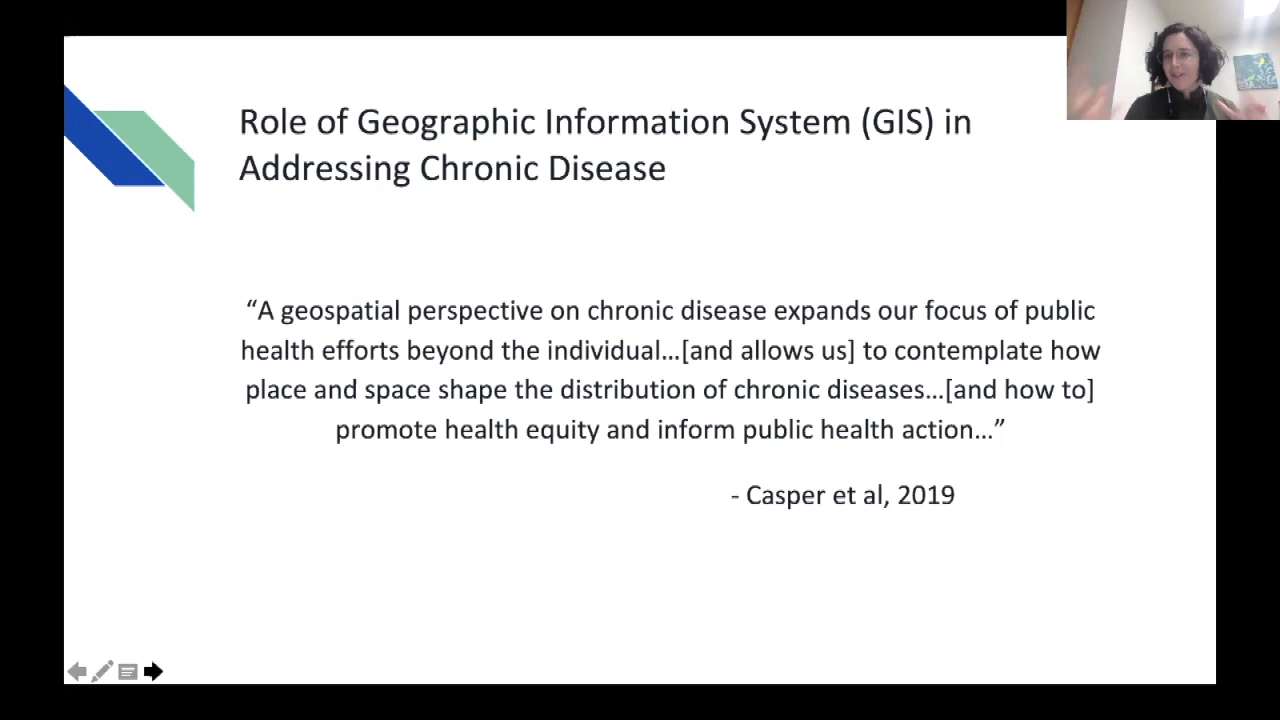 Role of Geographic Information System (GIS) in
Addressing Chronic Disease
“A geospatial perspective on chronic disease expands our focus of public
health efforts beyond the individual…[and allows us] to contemplate how
place and space shape the distribution of chronic diseases…[and how to]
promote health equity and inform public health action…”
- Casper et al, 2019